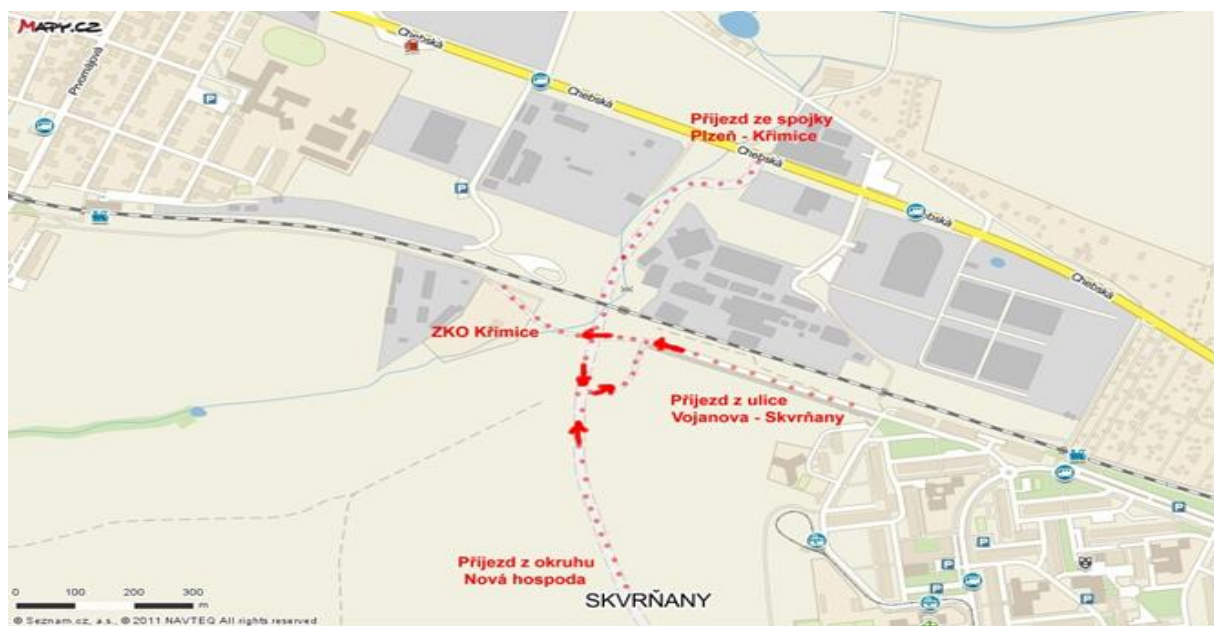 Mapy.cz
Prvomájová
Chebská
Chebská
Příjezd ze spojky
Plzeň - Křimice
Chebská
Chebská
Chebská
ZKO Křimice
Příjezd z ulice
Vojanova - Skvrňany
Příjezd z okruhu
Nová hospoda
SKVRŇANY
0 100 200 300
m
© Seznam.cz, a.s., © 2011 NAVTEQ All rights reserved
P
P
P
P
P
P
P